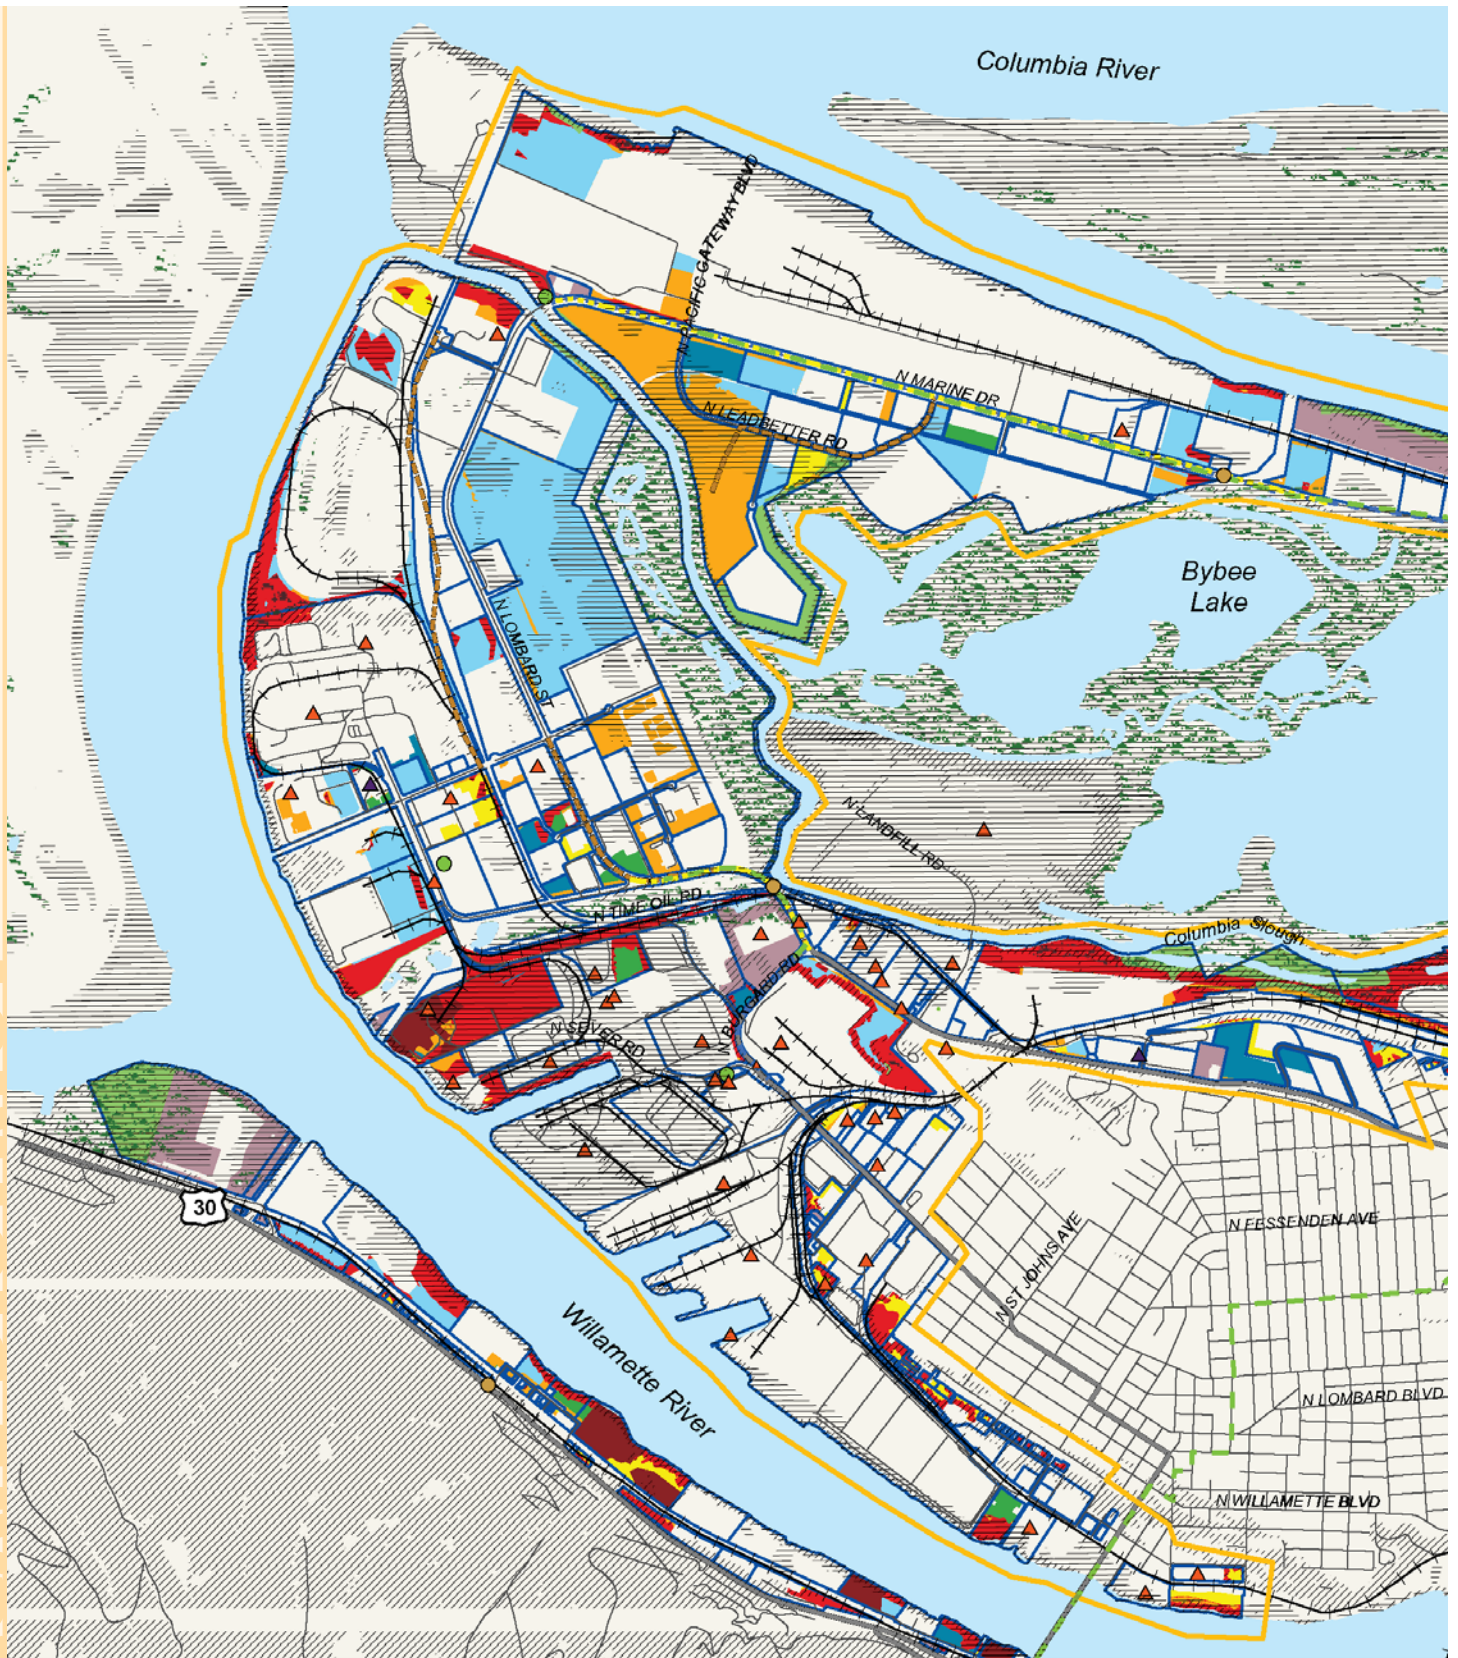 Columbia River
N PACIFIC GATEWAY BLVD
N MARINE DR
N LEADBETTER RD
Bybee
Lake
N LOMBARD ST
N LANDFILL RD
N TIME OIL RD
Columbia Slough
N BURGARD RD
N SEVER RD
30
N FESSENDEN AVE
N ST JOHNS AVE
Willamette River
N LOMBARD BLVD
N WILLAMETTE BLVD